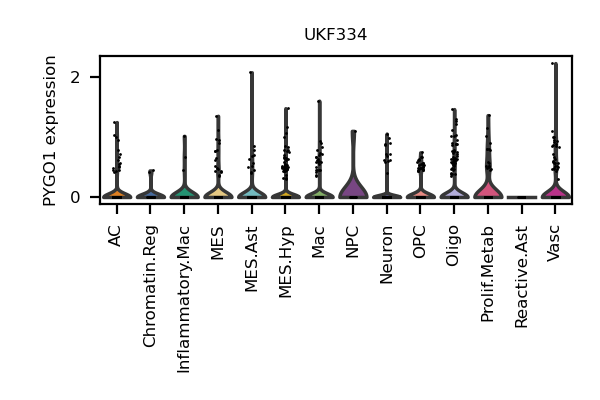 UKF334
PYGO1 expression
2
0
AC
Chromatin.Reg
Inflammatory.Mac
MES
MES.Ast
MES.Hyp
Mac
NPC
Neuron
OPC
Oligo
Prolif.Metab
Reactive.Ast
Vasc